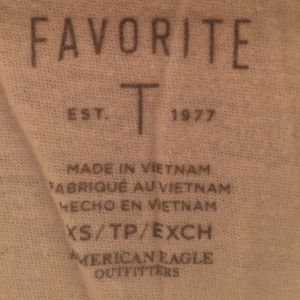 FAVORITE
EST. T 1977
MADE IN VIETNAM
FABRIQUÉ AU VIETNAM
HECHO EN VIETNAM
XS/TP/EXCH
AMERICAN EAGLE
OUTFITTERS